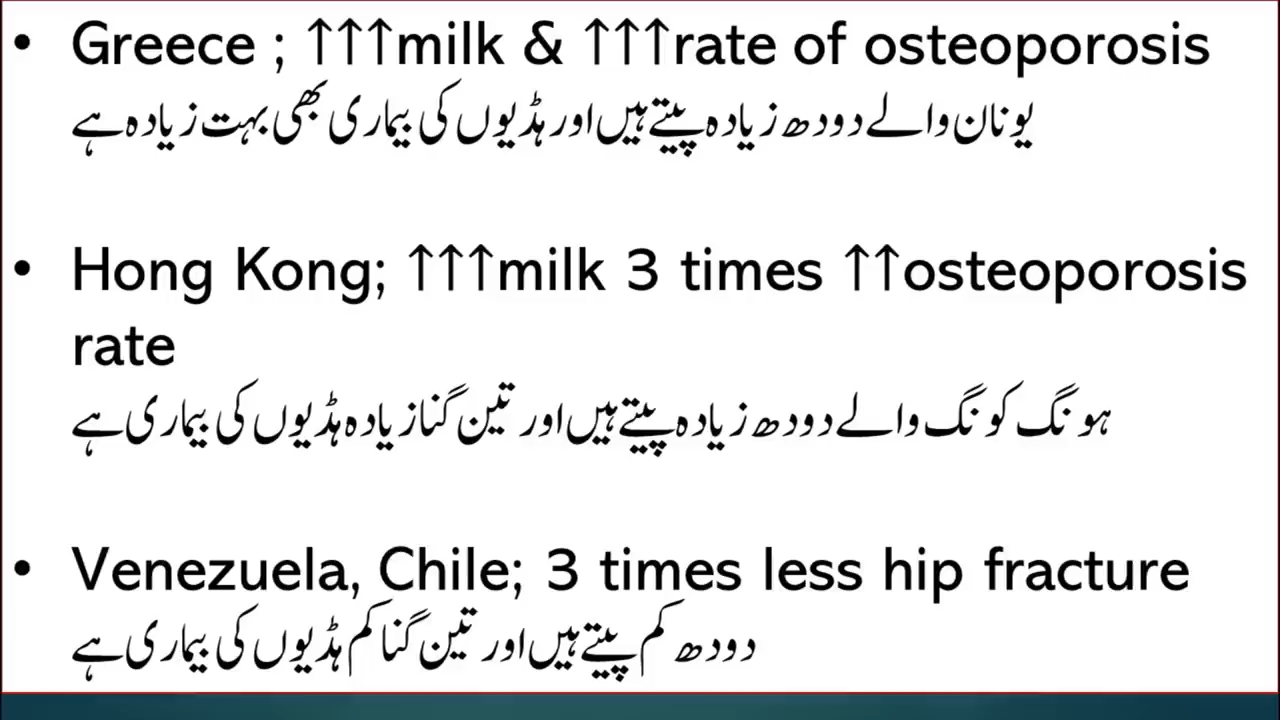 • Greece ; ↑↑↑milk & ↑↑↑rate of osteoporosis
یونان والے دودھ زیادہ پیتے ہیں اور ہڈیوں کی بیماری بھی بہت زیادہ ہے
• Hong Kong; ↑↑↑milk 3 times ↑↑osteoporosis
rate
ہونگ کونگ والے دودھ زیادہ پیتے ہیں اور تین گنا زیادہ ہڈیوں کی بیماری ہے
• Venezuela, Chile; 3 times less hip fracture
دودھ کم پیتے ہیں اور تین گنا کم ہڈیوں کی بیماری ہے